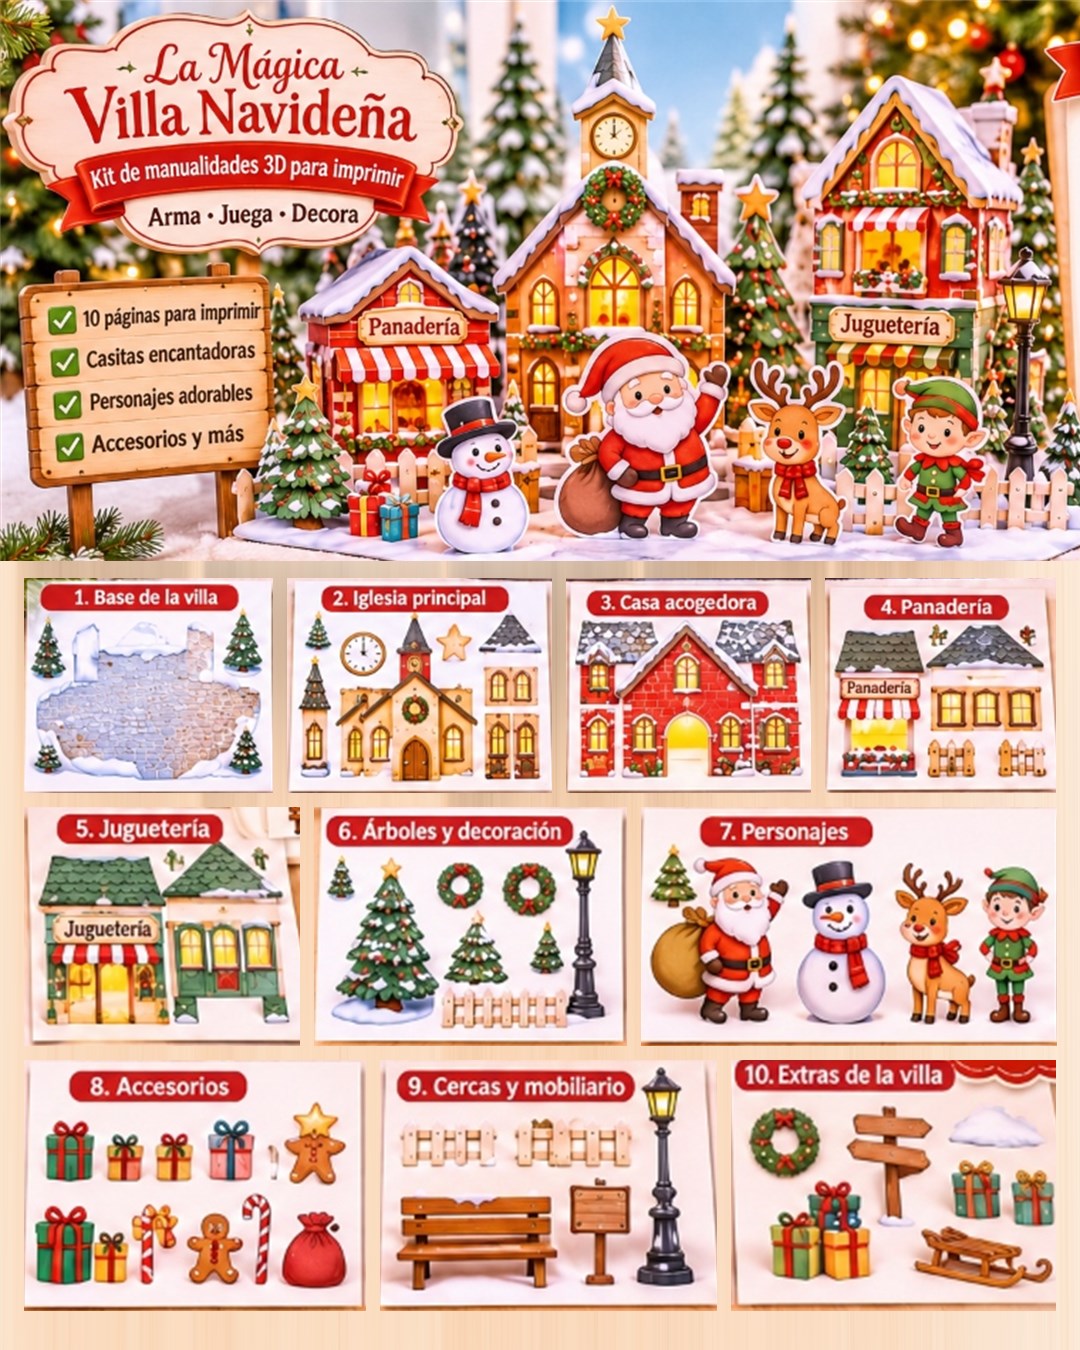 La Mágica
Villa Navideña
Kit de manualidades 3D para imprimir
Arma • Juega • Decora
10 páginas para imprimir
Casitas encantadoras
Personajes adorables
Accesorios y más
Panadería
Juguetería
1. Base de la villa
2. Iglesia principal
3. Casa acogedora
4. Panadería
Panadería
5. Juguetería
Juguetería
6. Árboles y decoración
7. Personajes
8. Accesorios
9. Cercas y mobiliario
10. Extras de la villa